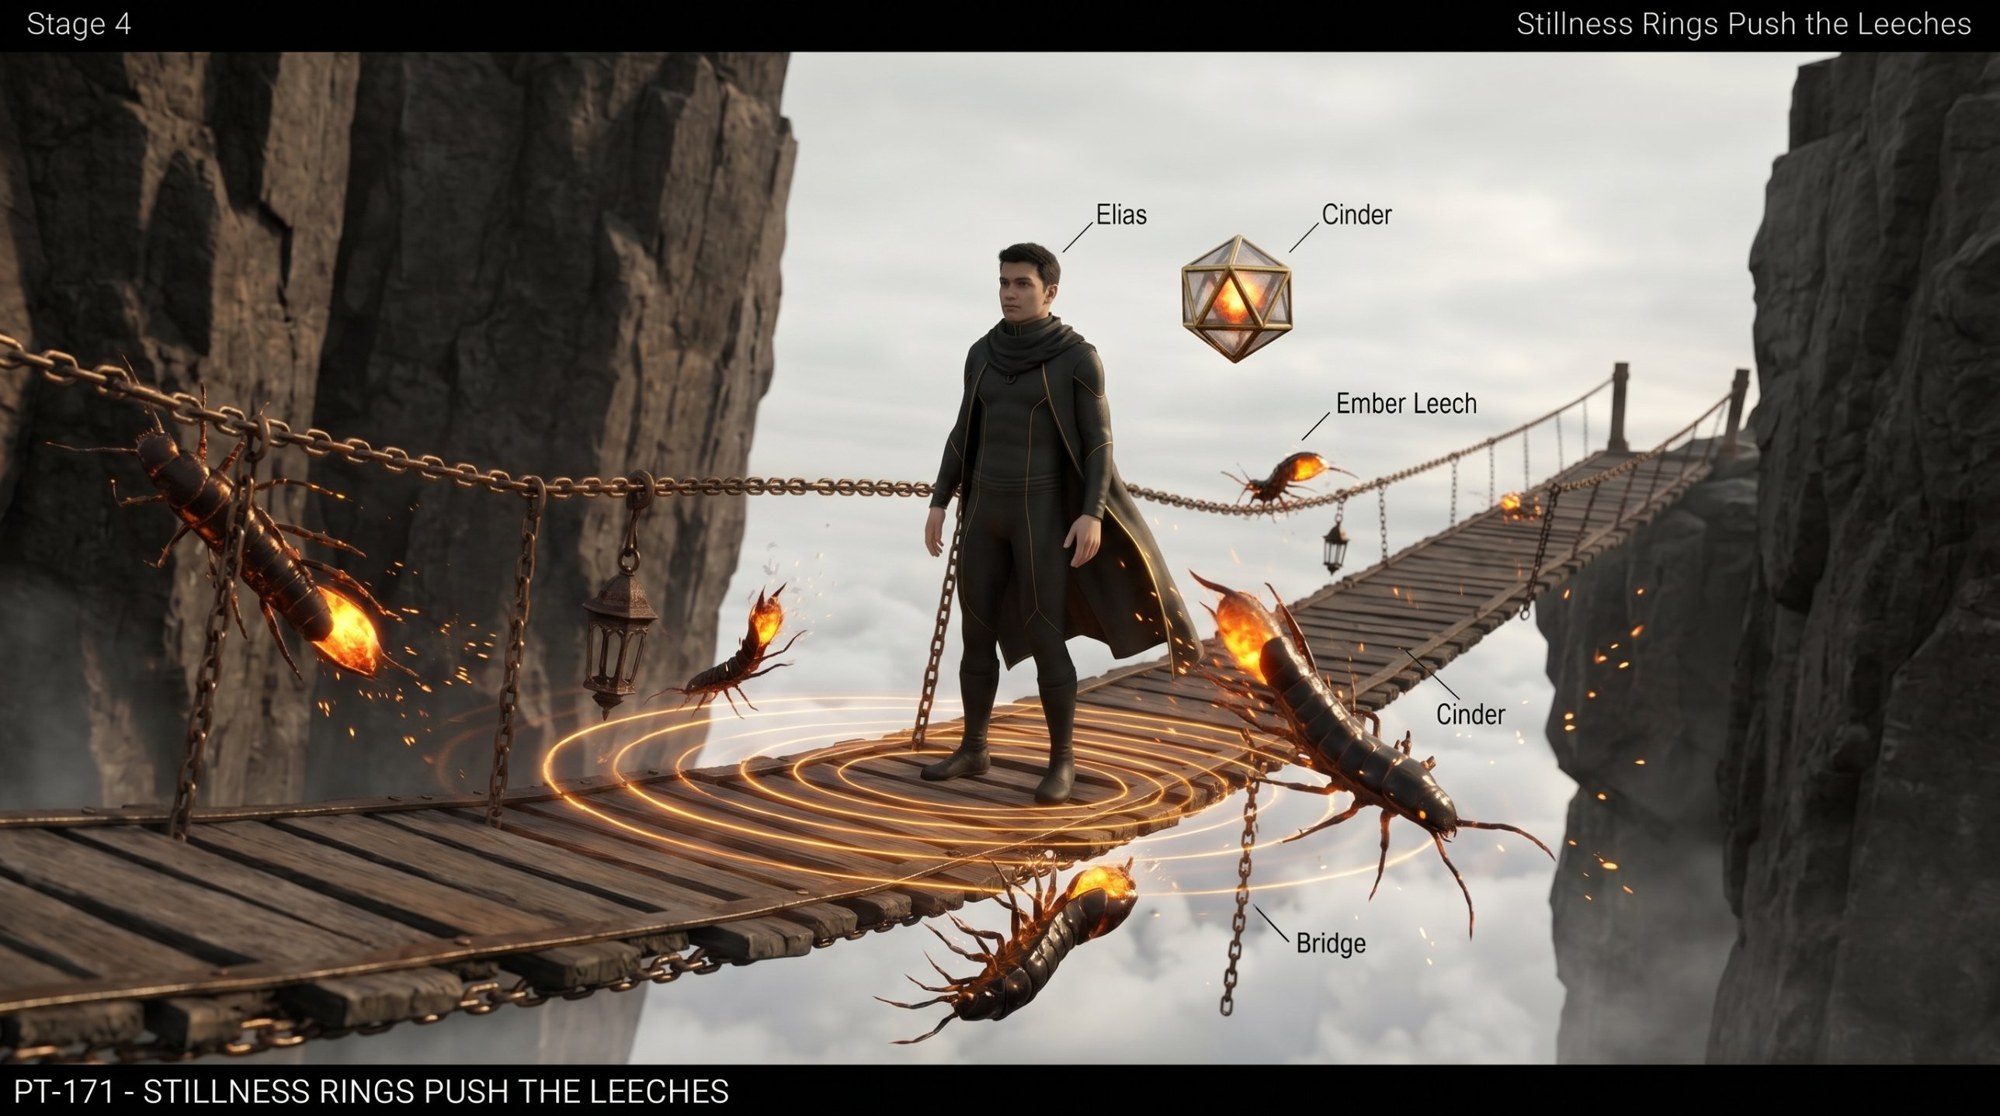 Stage 4
Stillness Rings Push the Leeches
Elias
Cinder
Ember Leech
Cinder
Bridge
PT-171 - STILLNESS RINGS PUSH THE LEECHES